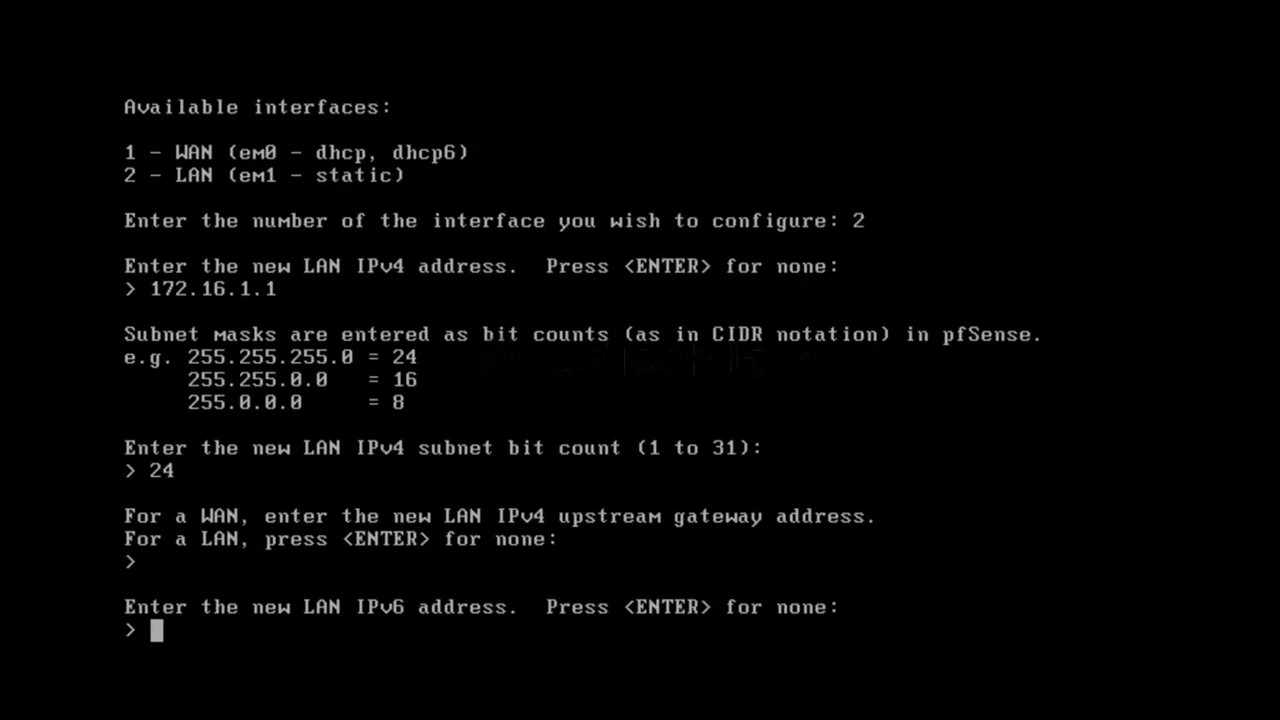 Available interfaces:
1 - WAN (em0 - dhcp, dhcp6)
2 - LAN (em1 - static)
Enter the number of the interface you wish to configure: 2
Enter the new LAN IPv4 address.  Press <ENTER> for none:
> 172.16.1.1
Subnet masks are entered as bit counts (as in CIDR notation) in pfSense.
e.g. 255.255.255.0 = 24
     255.255.0.0   = 16
     255.0.0.0     = 8
Enter the new LAN IPv4 subnet bit count (1 to 31):
> 24
For a WAN, enter the new LAN IPv4 upstream gateway address.
For a LAN, press <ENTER> for none:
>
Enter the new LAN IPv6 address.  Press <ENTER> for none:
>